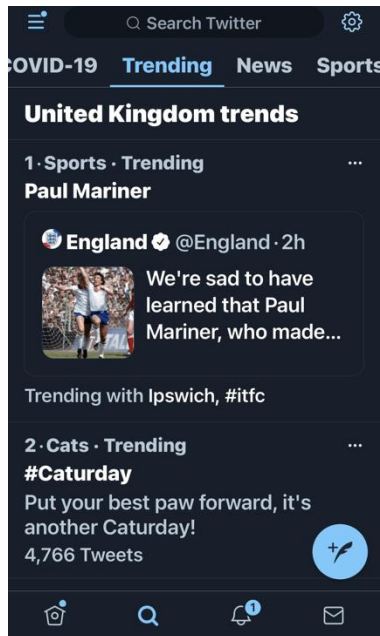 Search Twitter
COVID-19 Trending News Sports
United Kingdom trends
1·Sports · Trending
Paul Mariner
England @England · 2h
We're sad to have
learned that Paul
Mariner, who made...
Trending with Ipswich, #itfc
2·Cats · Trending
#Caturday
Put your best paw forward, it's
another Caturday!
4,766 Tweets
1